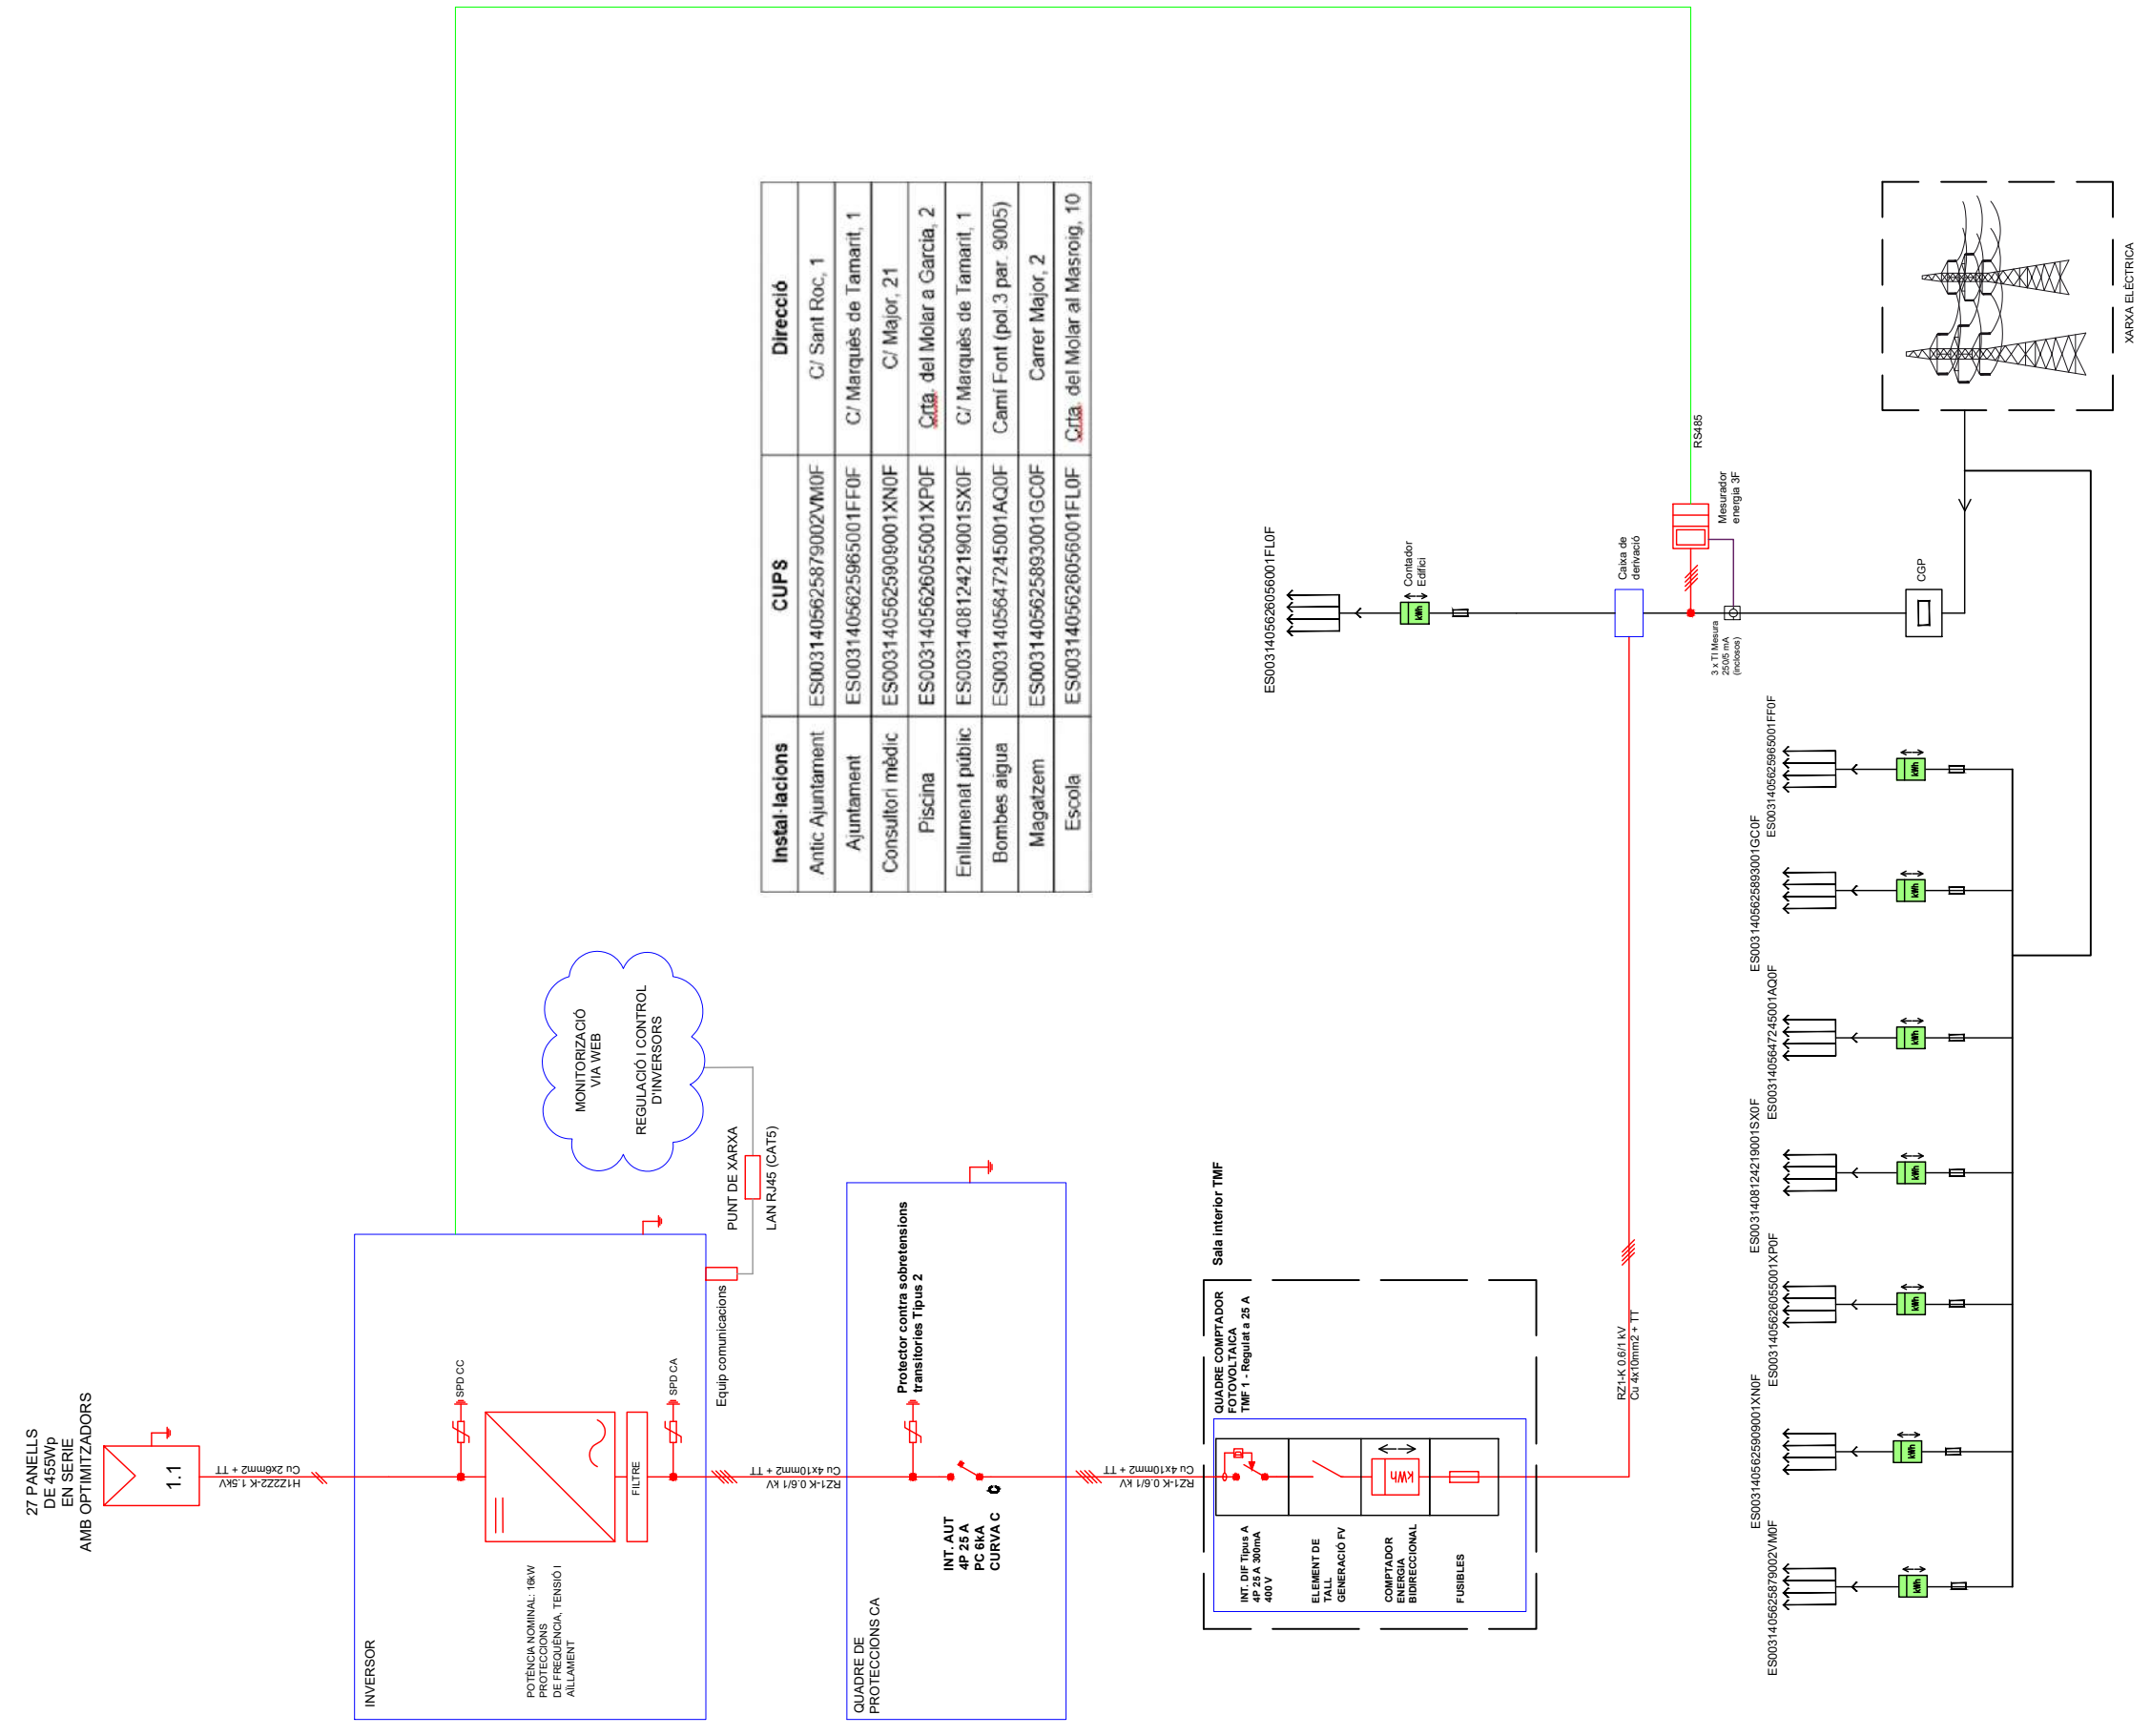 27 PANELLS
DE 455Wp
EN SERIE
AMB OPTIMITZADORS
1.1
H1Z2Z2-K-1.5kV
Cu 2x6mm2 + TT
INVERSOR
POTÈNCIA NOMINAL: 16kW
PROTECCIONS
DE FREQUÈNCIA, TENSIÓ I
AÏLLAMENT
SPD CC
FILTRE
SPD CA
Equip comunicacions
PUNT DE XARXA
LAN RJ45 (CAT5)
MONITORIZACIÓ
VIA WEB
REGULACIÓ I CONTROL
D'INVERSORS
RZ1-K 0.6/1 kV
Cu 4x10mm2 + TT
QUADRE DE
PROTECCIONS CA
Protector contra sobretensions
transitories Tipus 2
INT. AUT
4P 25 A
PC 6kA
CURVA C
C
RZ1-K 0.6/1 kV
Cu 4x10mm2 + TT
Sala interior TMF
QUADRE COMPTADOR
FOTOVOLTAICA
TMF 1 - Regulat a 25 A
INT. DIF Tipus A
4P 25 A 300mA
400 V
ELEMENT DE
TALL
GENERACIÓ FV
COMPTADOR
ENERGIA
BIDIRECCIONAL
kWh
FUSIBLES
RZ1-K 0.6/1 kV
Cu 4x10mm2 + TT
Instal·lacions CUPS Direcció
Antic Ajuntament ES0031405625879002VM0F C/ Sant Roc, 1
Ajuntament ES0031405625965001FF0F C/ Marquès de Tamarit, 1
Consultori mèdic ES0031405625909001XN0F C/ Major, 21
Piscina ES0031405626055001XP0F Crta. del Molar a Garcia, 2
Enllumenat públic ES0031408124219001SX0F C/ Marquès de Tamarit, 1
Bombes aigua ES0031405647245001AQ0F Camí Font (pol.3 par. 9005)
Magatzem ES0031405625893001GC0F Carrer Major, 2
Escola ES0031405626056001FL0F Crta. del Molar al Masroig, 10
ES0031405626056001FL0F
kWh
Contador
Edifici
Caixa de
derivació
RS485
Mesurador
energia 3F
3 x TI Mesura
250/5 mA
(inclosos)
CGP
XARXA ELÈCTRICA
ES0031405625879002VM0F
kWh
ES0031405625909001XN0F
kWh
ES0031405626055001XP0F
kWh
ES0031408124219001SX0F
kWh
ES0031405647245001AQ0F
kWh
ES0031405625893001GC0F
kWh
ES0031405625965001FF0F
kWh